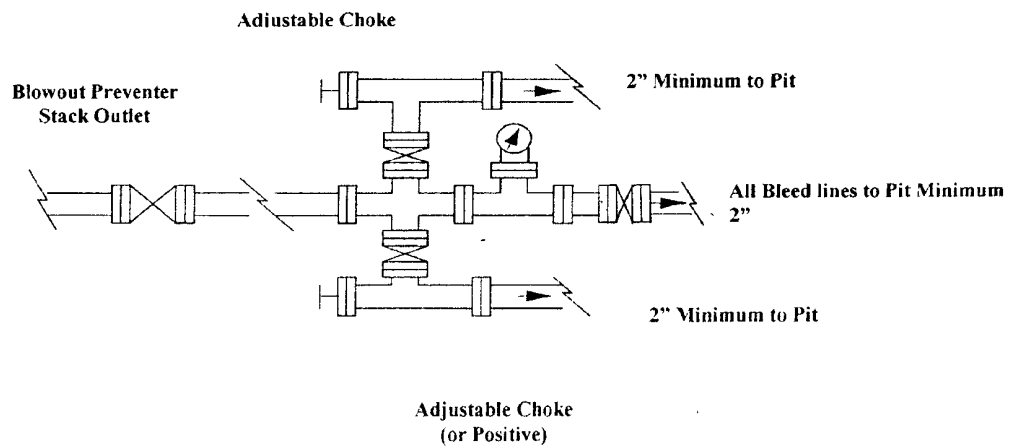 Adjustable Choke
Blowout Preventer
Stack Outlet
2” Minimum to Pit
All Bleed lines to Pit Minimum
2”
2” Minimum to Pit
Adjustable Choke
(or Positive)